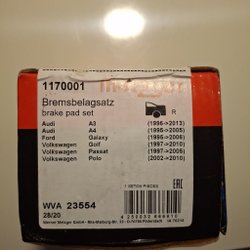 1170001
Bremsbelagsatz
brake pad set
R
Audi A3 (1996->2013)
Audi A4 (1995->2005)
Ford Galaxy (1995->2006)
Volkswagen Golf (1997->2010)
Volkswagen Passat (1997->2005)
Volkswagen Polo (2002->2010)
WVA 23554
28/20
EAC